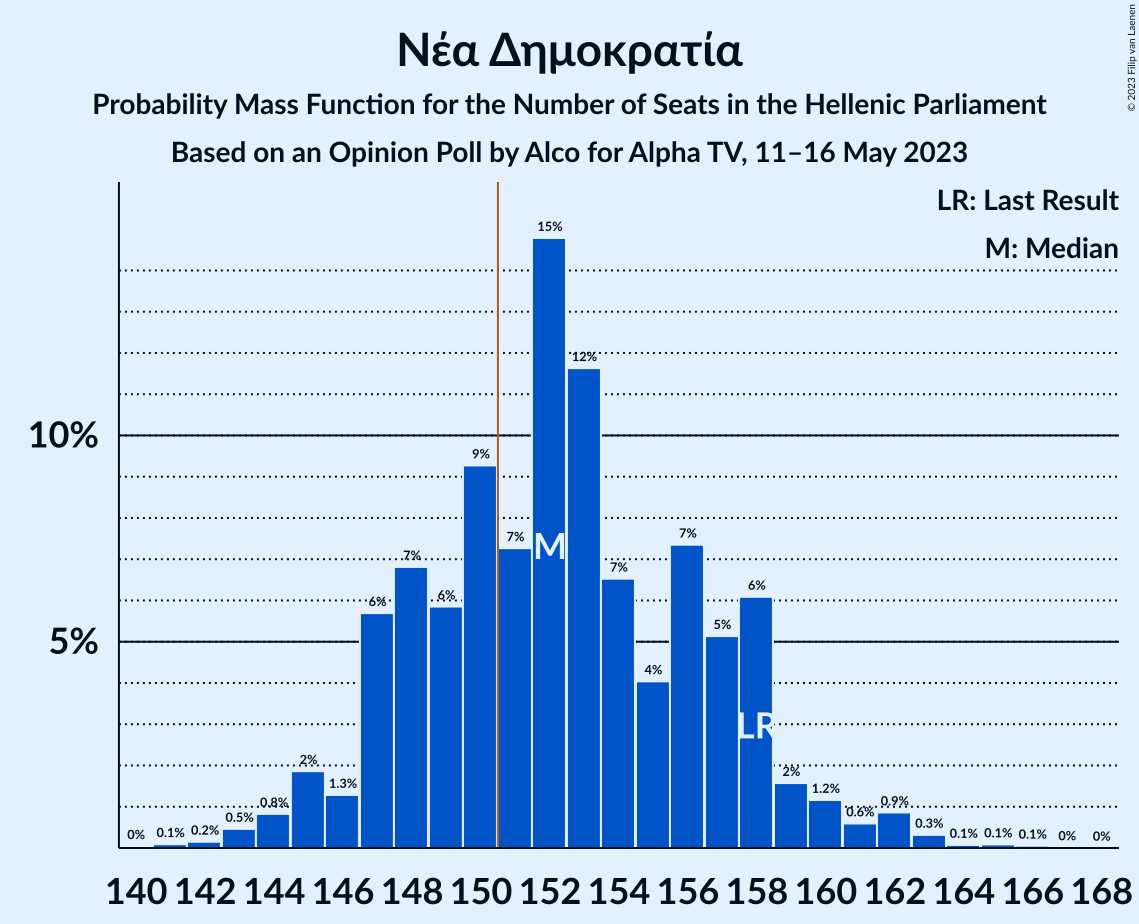 © 2023 Filip van Laenen
Νέα Δημοκρατία
Probability Mass Function for the Number of Seats in the Hellenic Parliament
Based on an Opinion Poll by Alco for Alpha TV, 11–16 May 2023
LR: Last Result
M: Median
10%
5%
0% 0.1% 0.2% 0.5% 0.8% 2% 1.3% 6% 7% 6% 9% 7% 15% 12% 7% 4% 7% 5% 6% 2% 1.2% 0.6% 0.9% 0.3% 0.1% 0.1% 0.1% 0% 0%
M
LR
140 142 144 146 148 150 152 154 156 158 160 162 164 166 168